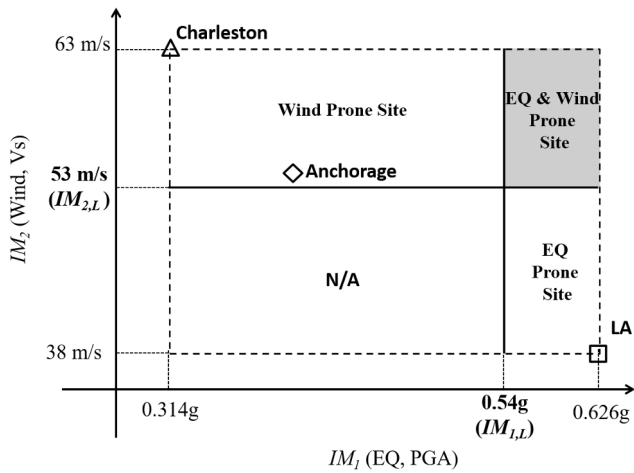 63 m/s
Charleston
Wind Prone Site
EQ & Wind
Prone
Site
IM2 (Wind, Vs)
53 m/s
(IM2,L)
Anchorage
N/A
EQ
Prone
Site
LA
38 m/s
0.314g
0.54g
(IM1,L)
0.626g
IM1 (EQ, PGA)